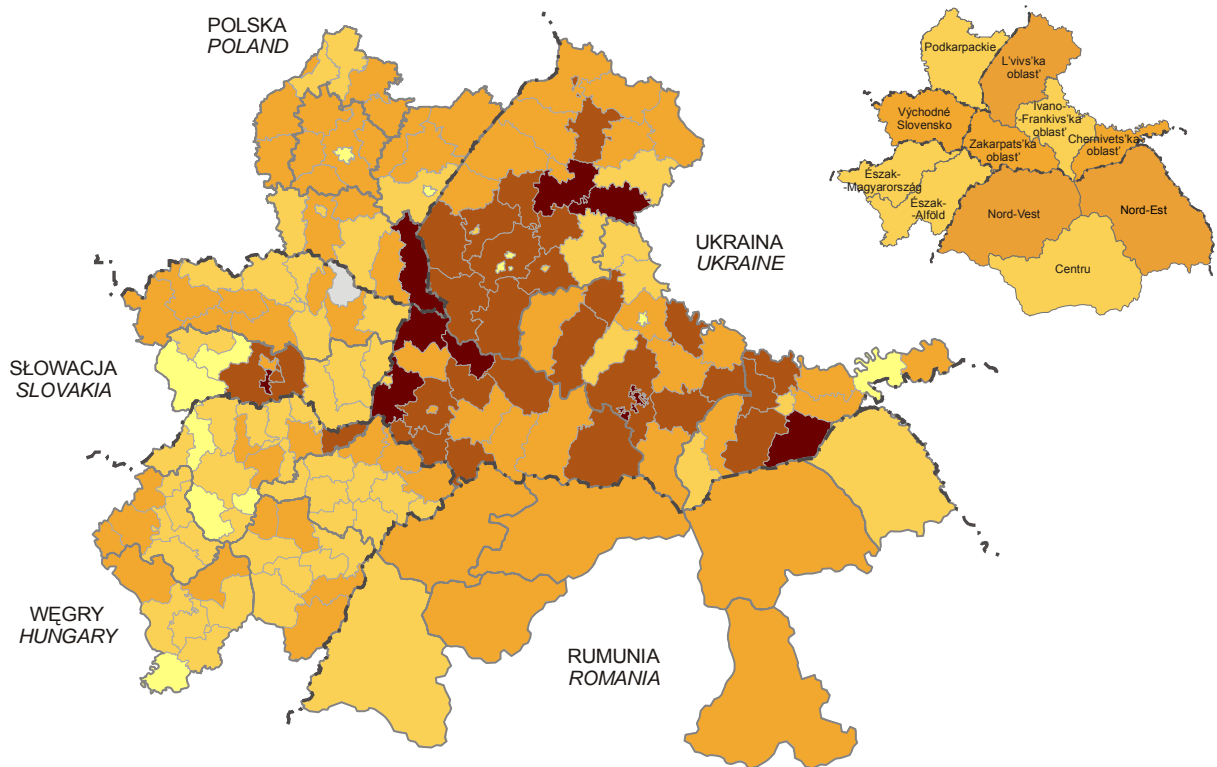 POLSKA
POLAND
UKRAINA
UKRAINE
SŁOWACJA
SLOVAKIA
WĘGRY
HUNGARY
RUMUNIA
ROMANIA
Podkarpackie
L'vivs'ka
oblast'
Východné
Slovensko
Ivano-
-Frankivs'ka
oblast'
Chernivets'ka
oblast'
Zakarpats'ka
oblast'
Észak-
-Magyarország
Észak-
-Alföld
Nord-Vest
Nord-Est
Centru